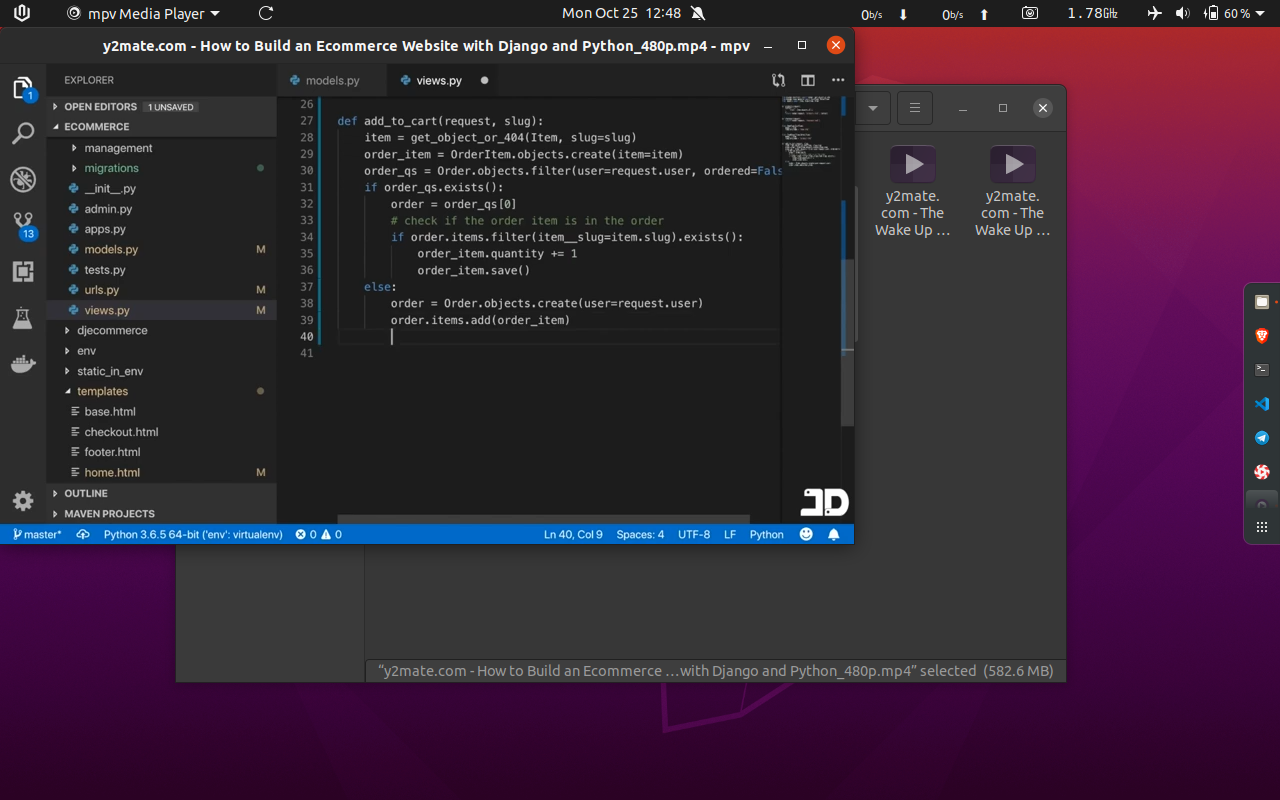 mpv Media Player
Mon Oct 25 12:48
0b/s
0b/s
1.78GHz
60 %
y2mate.com - How to Build an Ecommerce Website with Django and Python_480p.mp4 - mpv
EXPLORER
OPEN EDITORS 1 UNSAVED
ECOMMERCE
management
migrations
__init__.py
admin.py
apps.py
models.py M
tests.py
urls.py M
views.py M
djecommerce
env
static_in_env
templates
base.html
checkout.html
footer.html
home.html M
OUTLINE
MAVEN PROJECTS
1
13
models.py
views.py
26
27 def add_to_cart(request, slug):
28 item = get_object_or_404(Item, slug=slug)
29 order_item = OrderItem.objects.create(item=item)
30 order_qs = Order.objects.filter(user=request.user, ordered=Fals
31 if order_qs.exists():
32 order = order_qs[0]
33 # check if the order item is in the order
34 if order.items.filter(item__slug=item.slug).exists():
35 order_item.quantity += 1
36 order_item.save()
37 else:
38 order = Order.objects.create(user=request.user)
39 order.items.add(order_item)
40
41
JD
master* Python 3.6.5 64-bit ('env': virtualenv) 0 0 Ln 40, Col 9 Spaces: 4 UTF-8 LF Python
y2mate.
com - The
Wake Up ...
y2mate.
com - The
Wake Up ...
“y2mate.com - How to Build an Ecommerce ...with Django and Python_480p.mp4” selected (582.6 MB)